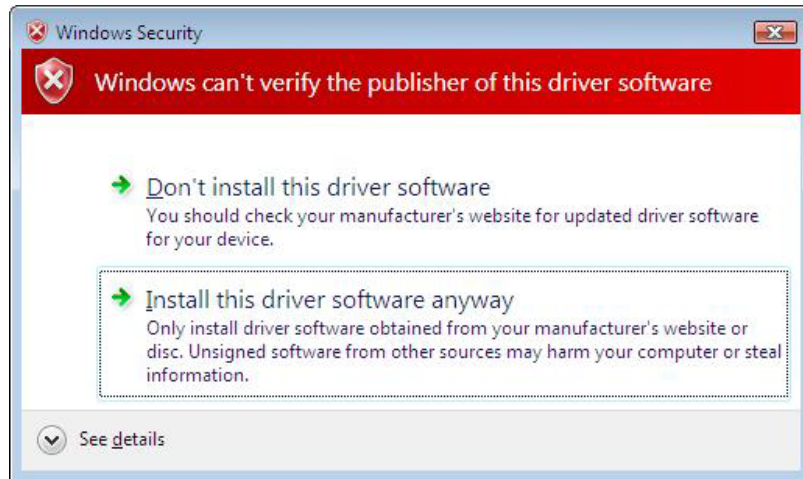 Windows Security
Windows can't verify the publisher of this driver software
Don't install this driver software
You should check your manufacturer's website for updated driver software
for your device.
Install this driver software anyway
Only install driver software obtained from your manufacturer's website or
disc. Unsigned software from other sources may harm your computer or steal
information.
See details